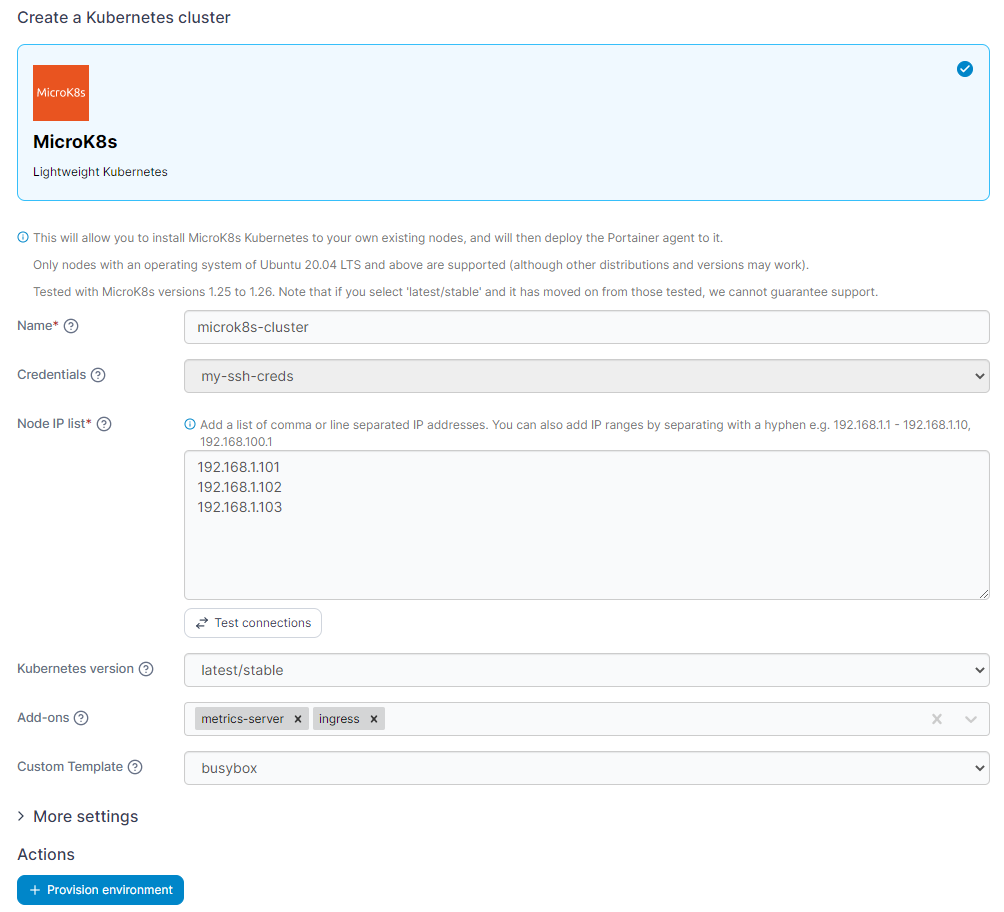 Create a Kubernetes cluster
MicroK8s
MicroK8s
Lightweight Kubernetes
This will allow you to install MicroK8s Kubernetes to your own existing nodes, and will then deploy the Portainer agent to it.
Only nodes with an operating system of Ubuntu 20.04 LTS and above are supported (although other distributions and versions may work).
Tested with MicroK8s versions 1.25 to 1.26. Note that if you select 'latest/stable' and it has moved on from those tested, we cannot guarantee support.
Name*
microk8s-cluster
Credentials
my-ssh-creds
Node IP list*
Add a list of comma or line separated IP addresses. You can also add IP ranges by separating with a hyphen e.g. 192.168.1.1 - 192.168.1.10,
192.168.100.1
192.168.1.101
192.168.1.102
192.168.1.103
Test connections
Kubernetes version
latest/stable
Add-ons
metrics-server ingress
Custom Template
busybox
More settings
Actions
Provision environment